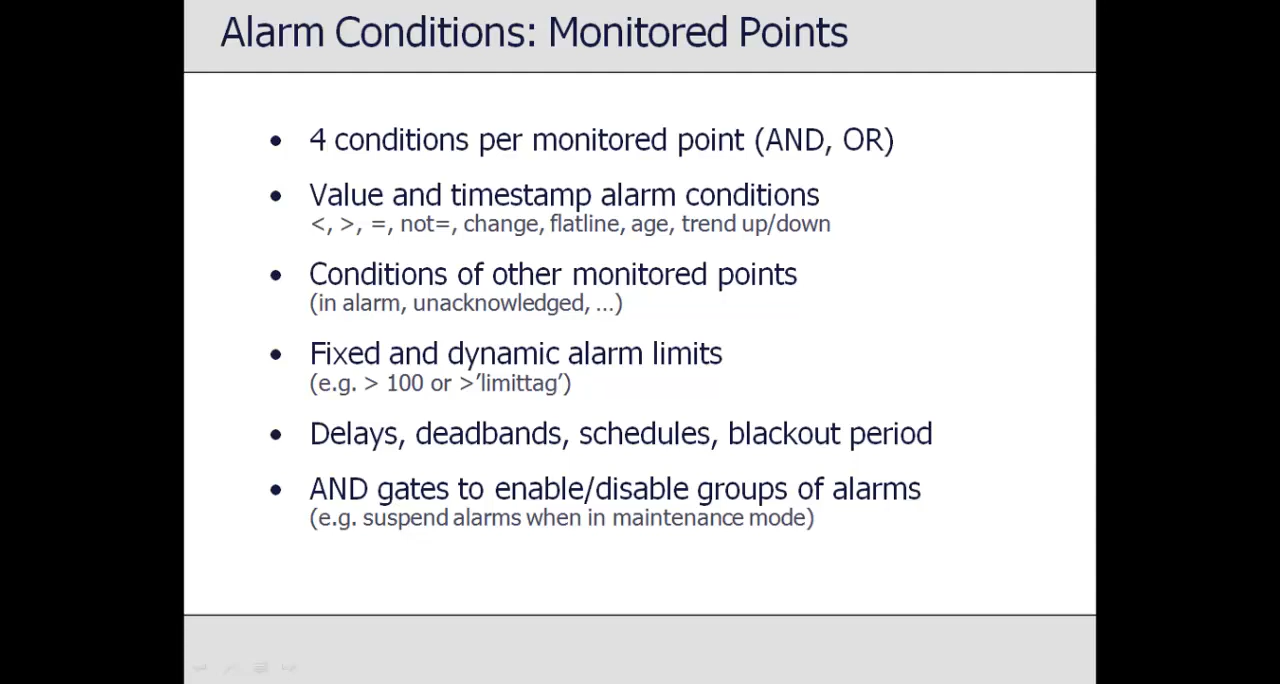 Alarm Conditions: Monitored Points
• 4 conditions per monitored point (AND, OR)
• Value and timestamp alarm conditions
<, >, =, not=, change, flatline, age, trend up/down
• Conditions of other monitored points
(in alarm, unacknowledged, ...)
• Fixed and dynamic alarm limits
(e.g. > 100 or >’limittag’)
• Delays, deadbands, schedules, blackout period
• AND gates to enable/disable groups of alarms
(e.g. suspend alarms when in maintenance mode)